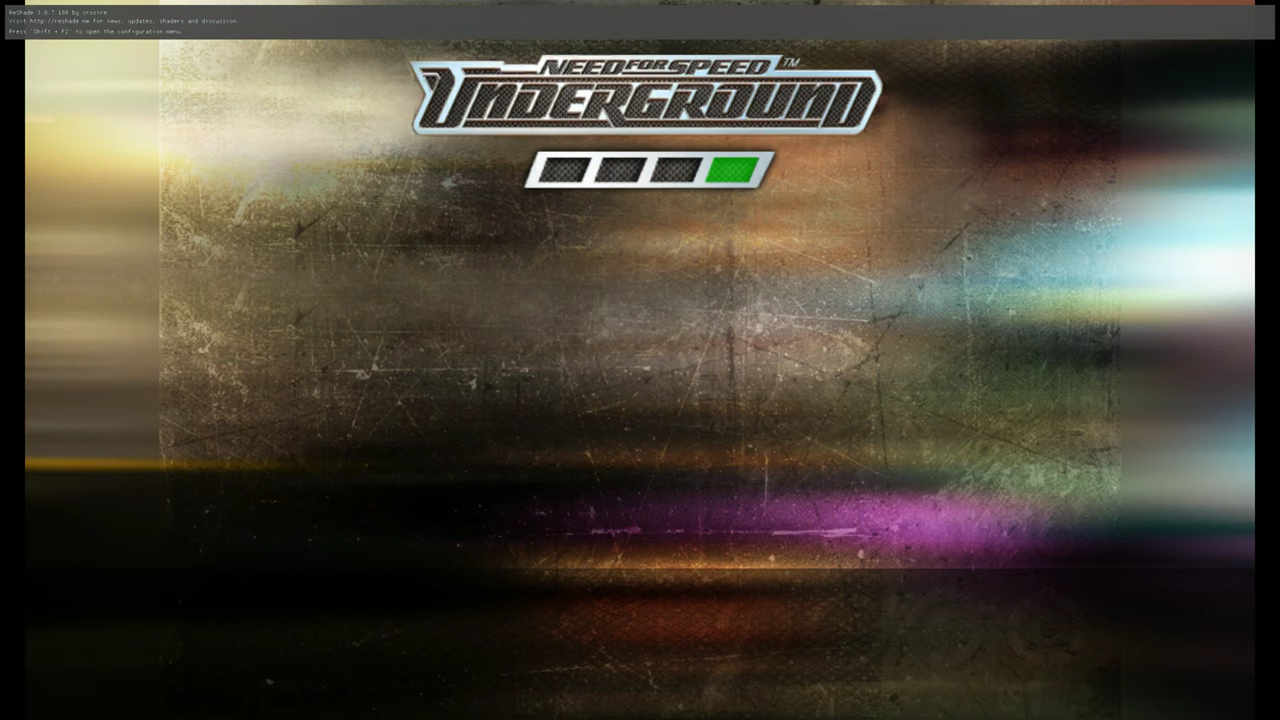 ReShade 3.0.7.160 by crosire
Visit http://reshade.me for news, updates, shaders and discussion.
Press 'Shift + F2' to open the configuration menu.
NEED FOR SPEED TM
UNDERGROUND